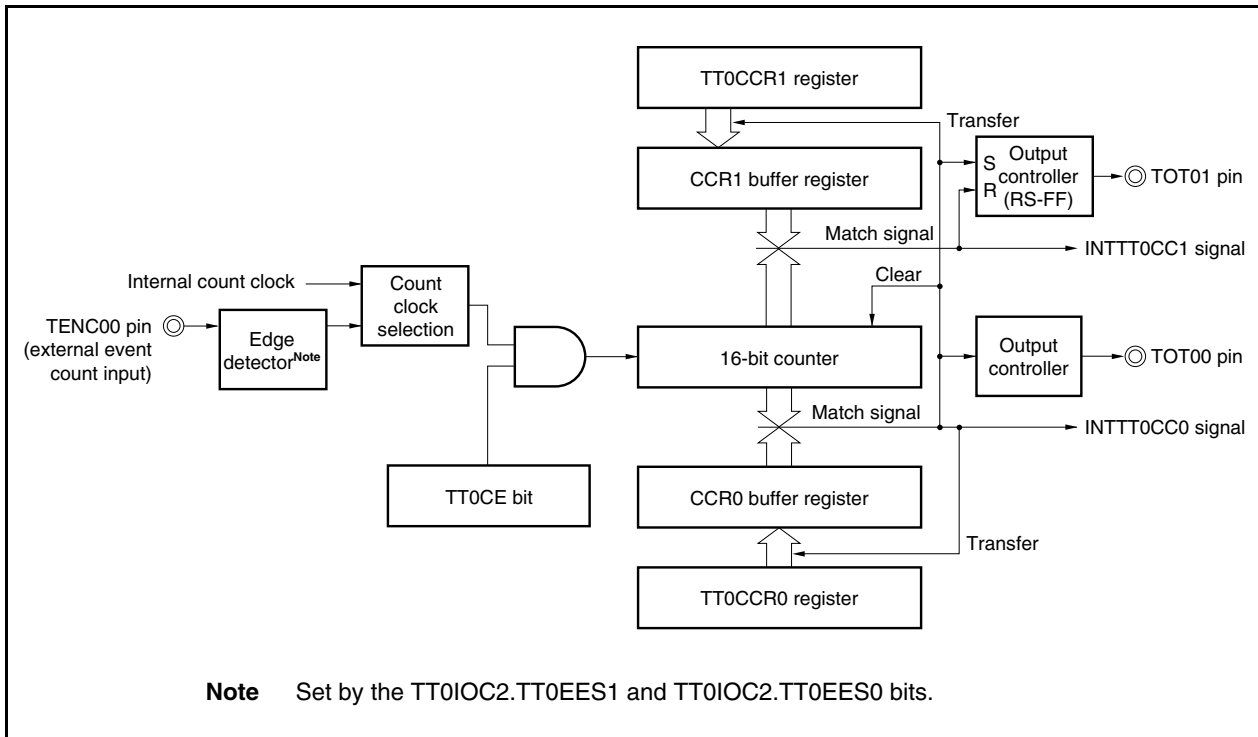 TT0CCR1 register
Transfer
CCR1 buffer register
S
R
Output
controller
(RS-FF)
TOT01 pin
Match signal
INTTT0CC1 signal
Internal count clock
Count
clock
selection
Clear
TENC00 pin
(external event
count input)
Edge
detectorNote
16-bit counter
Output
controller
TOT00 pin
Match signal
INTTT0CC0 signal
TT0CE bit
CCR0 buffer register
Transfer
TT0CCR0 register
Note Set by the TT0IOC2.TT0EES1 and TT0IOC2.TT0EES0 bits.